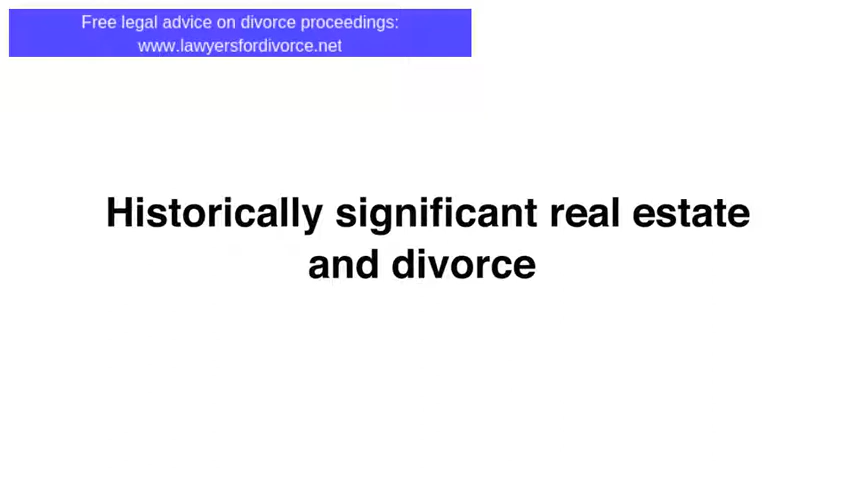 Free legal advice on divorce proceedings:
www.lawyersfordivorce.net
Historically significant real estate
and divorce